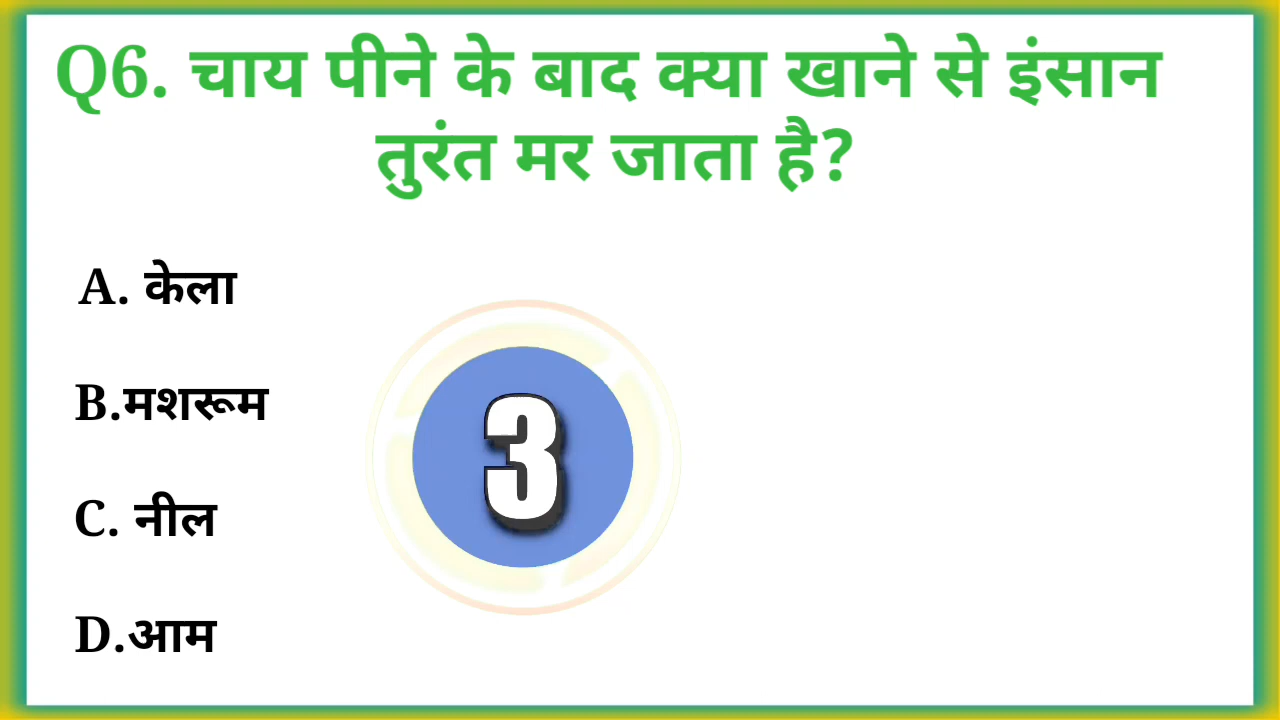 Q6. चाय पीने के बाद क्या खाने से इंसान
तुरंत मर जाता है?
A. केला
B.मशरूम
3
C. नील
D.आम